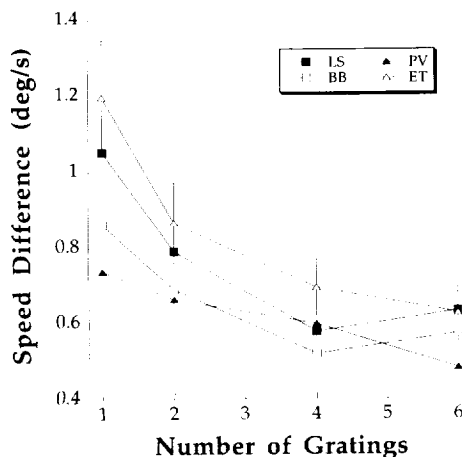 1.4
1.2
1
0.8
0.6
0.4
Speed Difference (deg/s)
LS PV
BB ET
1 2 3 4 5 6
Number of Gratings